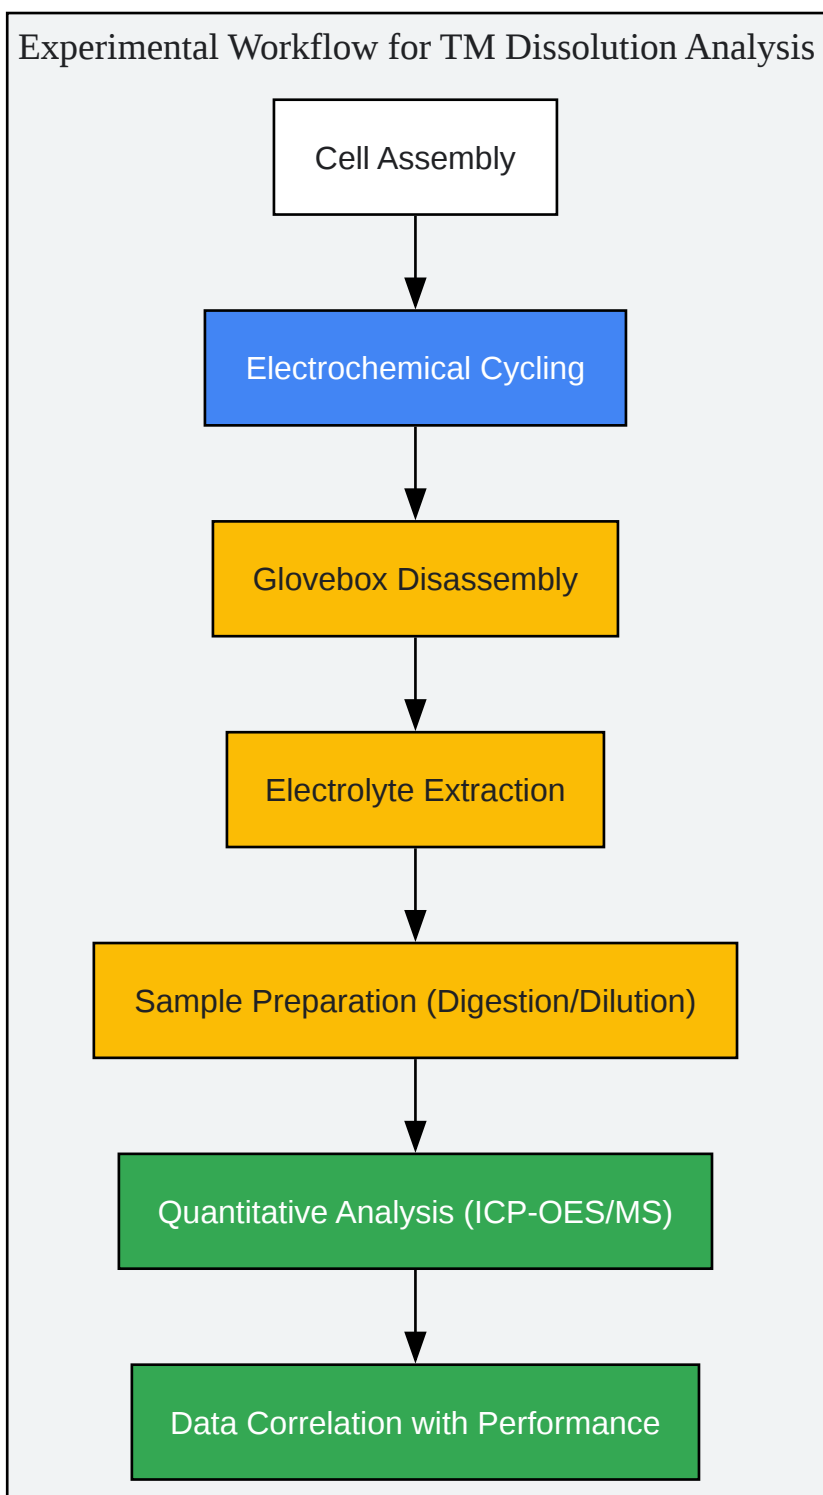 Experimental Workflow for TM Dissolution Analysis
Cell Assembly
Electrochemical Cycling
Glovebox Disassembly
Electrolyte Extraction
Sample Preparation (Digestion/Dilution)
Quantitative Analysis (ICP-OES/MS)
Data Correlation with Performance